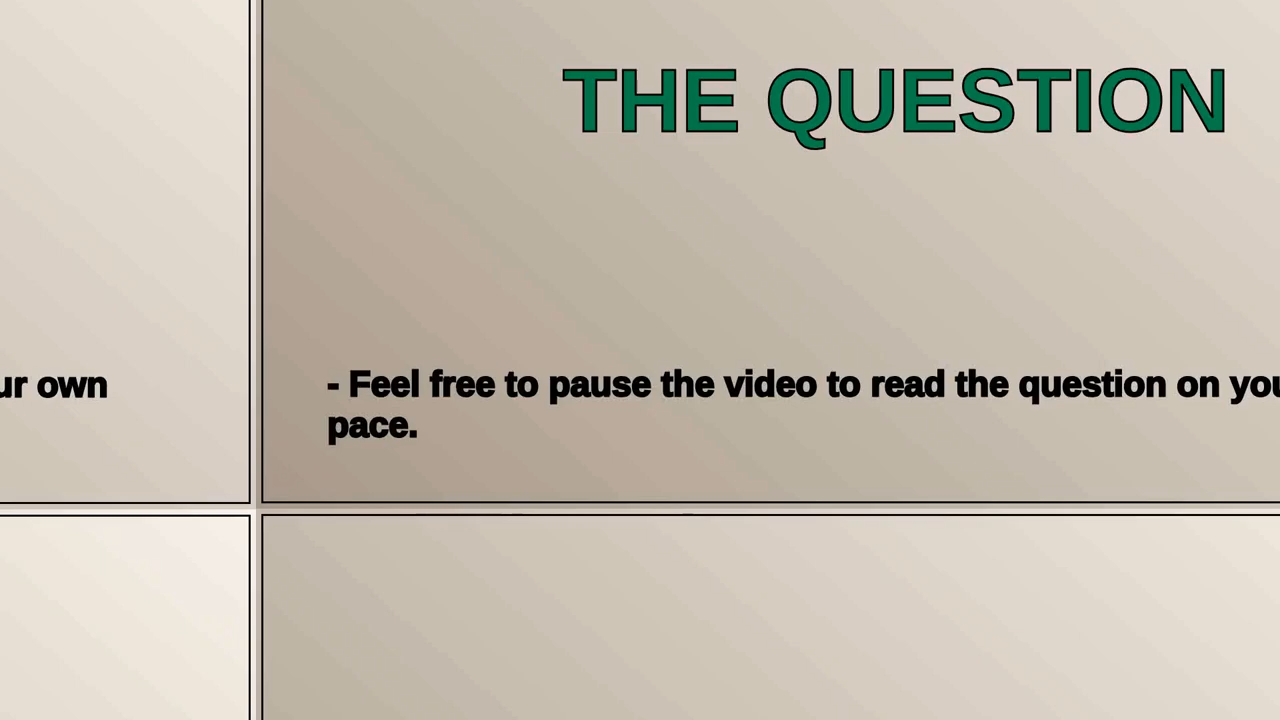 THE QUESTION
ur own
- Feel free to pause the video to read the question on you
pace.